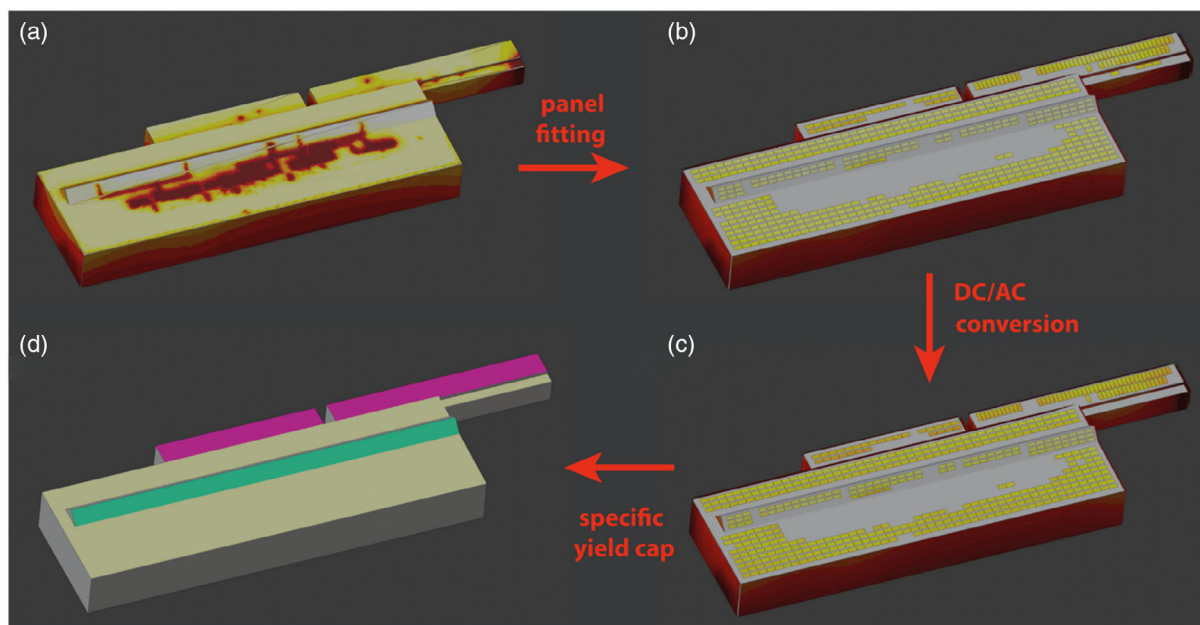 (a)
(b)
panel
fitting
DC/AC
conversion
(d)
(c)
specific
yield cap